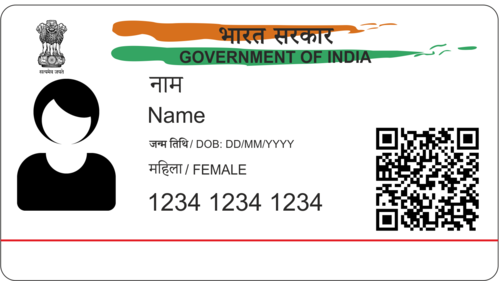 भारत सरकार
GOVERNMENT OF INDIA
सत्यमेव जयते
नाम
Name
जन्म तिथि / DOB: DD/MM/YYYY
महिला / FEMALE
1234 1234 1234